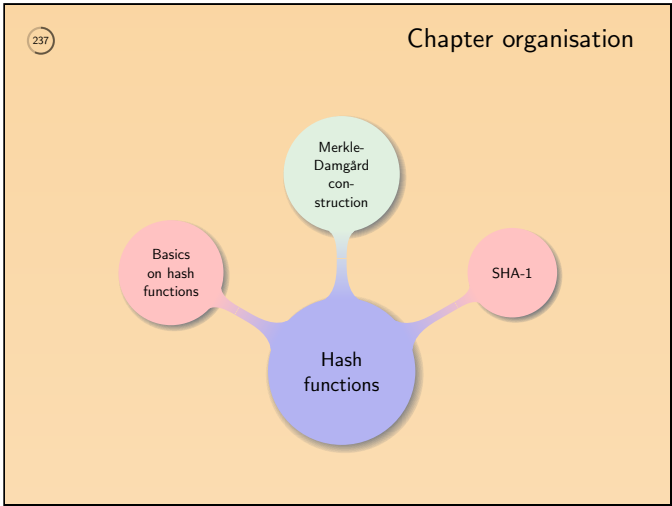 237
Chapter organisation
Merkle-
Damgård
con-
struction
Basics
on hash
functions
SHA-1
Hash
functions